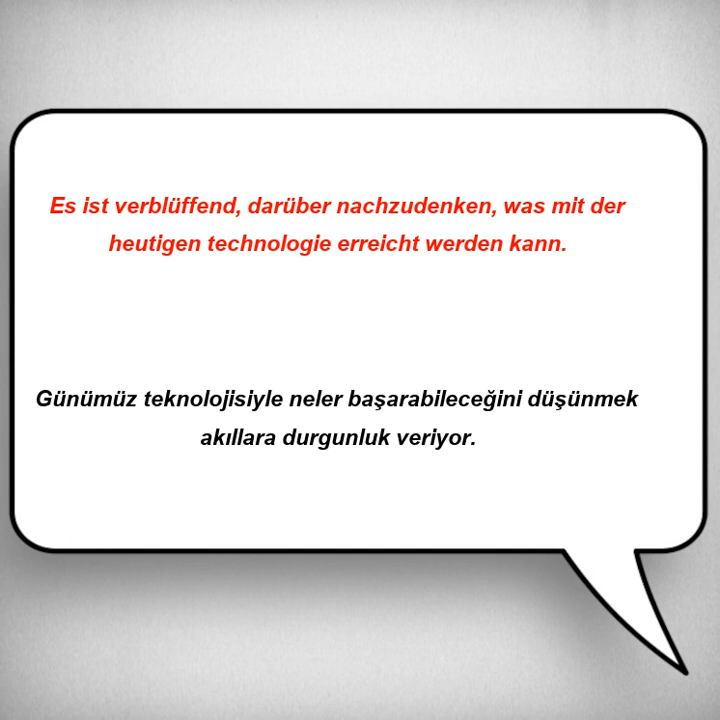 Es ist verblüffend, darüber nachzudenken, was mit der
heutigen technologie erreicht werden kann.
Günümüz teknolojisiyle neler başarabileceğini düşünmek
akıllara durgunluk veriyor.